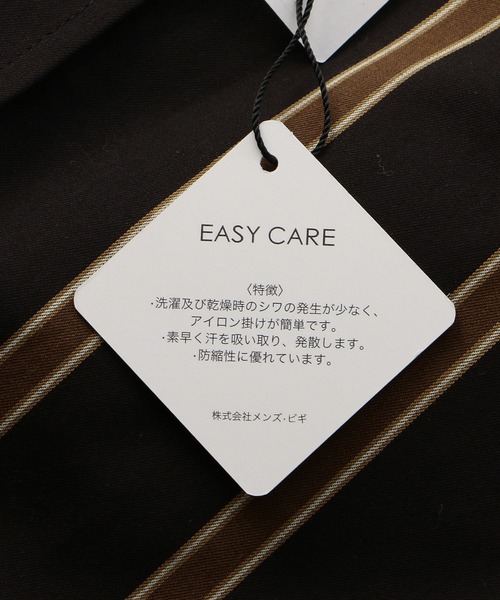 EASY CARE
〈特徴〉
・洗濯及び乾燥時のシワの発生が少なく、
アイロン掛けが簡単です。
・素早く汗を吸い取り、発散します。
・防縮性に優れています。
株式会社メンズ・ビギ